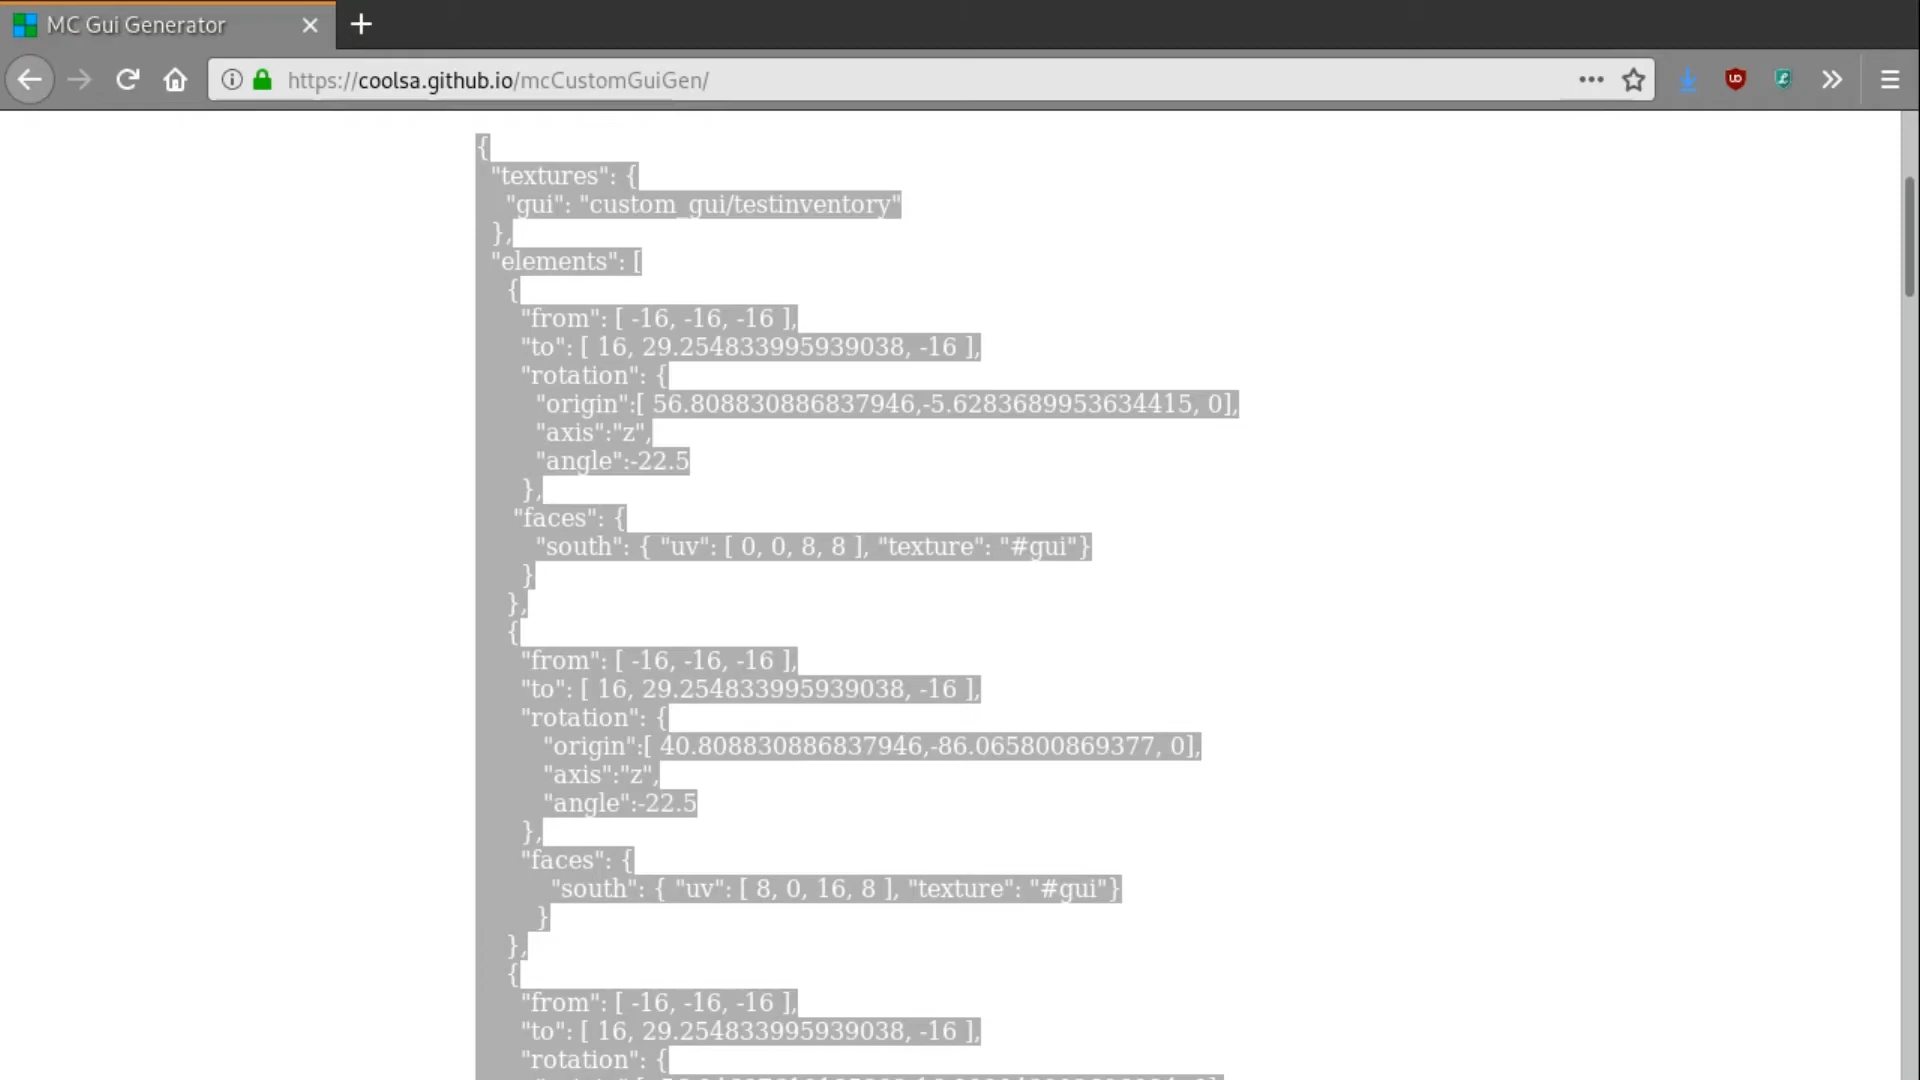 MC Gui Generator
https://coolsa.github.io/mcCustomGuiGen/
{
"textures": {
"gui": "custom_gui/testinventory"
},
"elements": [
{
"from": [ -16, -16, -16 ],
"to": [ 16, 29.254833995939038, -16 ],
"rotation": {
"origin":[ 56.808830886837946,-5.6283689953634415, 0],
"axis":"z",
"angle":-22.5
},
"faces": {
"south": { "uv": [ 0, 0, 8, 8 ], "texture": "#gui"}
}
},
{
"from": [ -16, -16, -16 ],
"to": [ 16, 29.254833995939038, -16 ],
"rotation": {
"origin":[ 40.808830886837946,-86.065800869377, 0],
"axis":"z",
"angle":-22.5
},
"faces": {
"south": { "uv": [ 8, 0, 16, 8 ], "texture": "#gui"}
}
},
{
"from": [ -16, -16, -16 ],
"to": [ 16, 29.254833995939038, -16 ],
"rotation": {